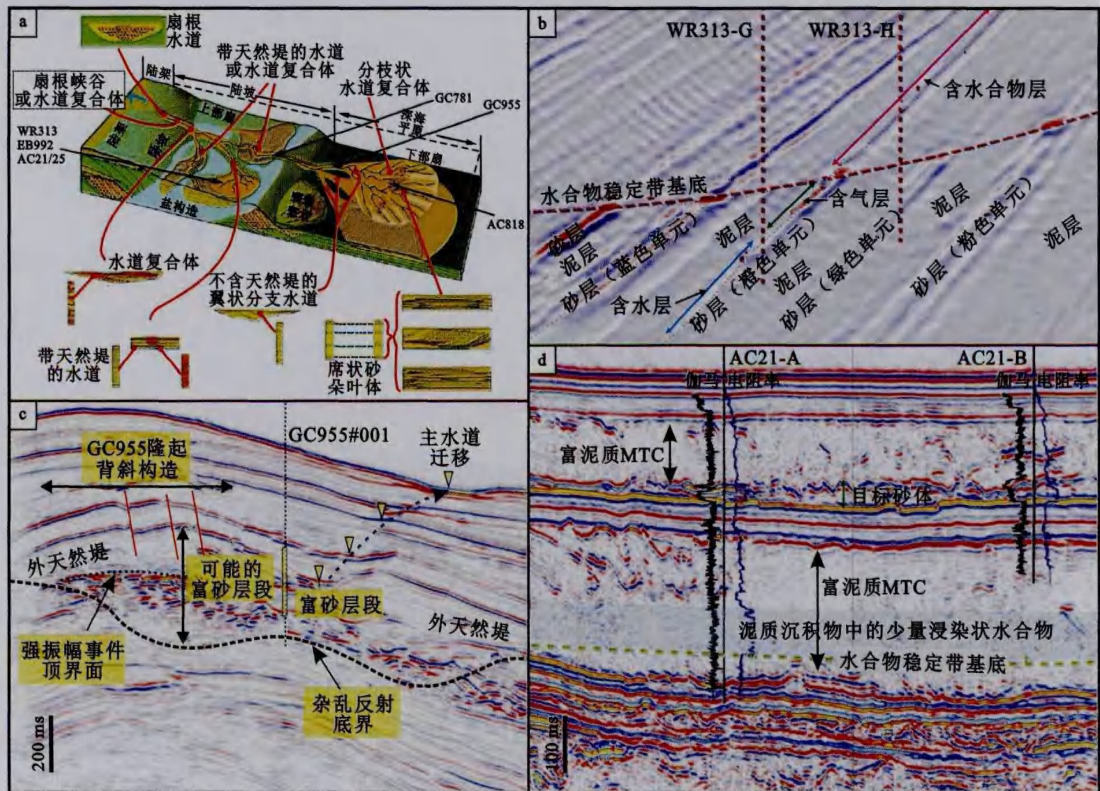 a
扇根
水道
带天然堤的水道
或水道复合体
分枝状
水道复合体
GC781
GC955
扇根峡谷
或水道复合体
陆架
陆坡
深海
平原
上部扇
下部扇
WR313
EB992
AC21/25
盐构造
AC818
水道复合体
不含天然堤的
翼状分支水道
带天然堤
的水道
席状砂
朵叶体
b
WR313-G
WR313-H
含水合物层
水合物稳定带基底
含气层
砂层
泥层
砂层（蓝色单元）
泥层
砂层（橙色单元）
泥层
砂层（绿色单元）
泥层
砂层（粉色单元）
泥层
含水层
c
GC955隆起
背斜构造
GC955#001
主水道
迁移
外天然堤
可能的
富砂层段
富砂层段
外天然堤
强振幅事件
顶界面
杂乱反射
底界
200 ms
d
AC21-A
AC21-B
伽马
电阻率
伽马
电阻率
富泥质MTC
目标砂体
富泥质MTC
泥质沉积物中的少量浸染状水合物
水合物稳定带基底
100 ms